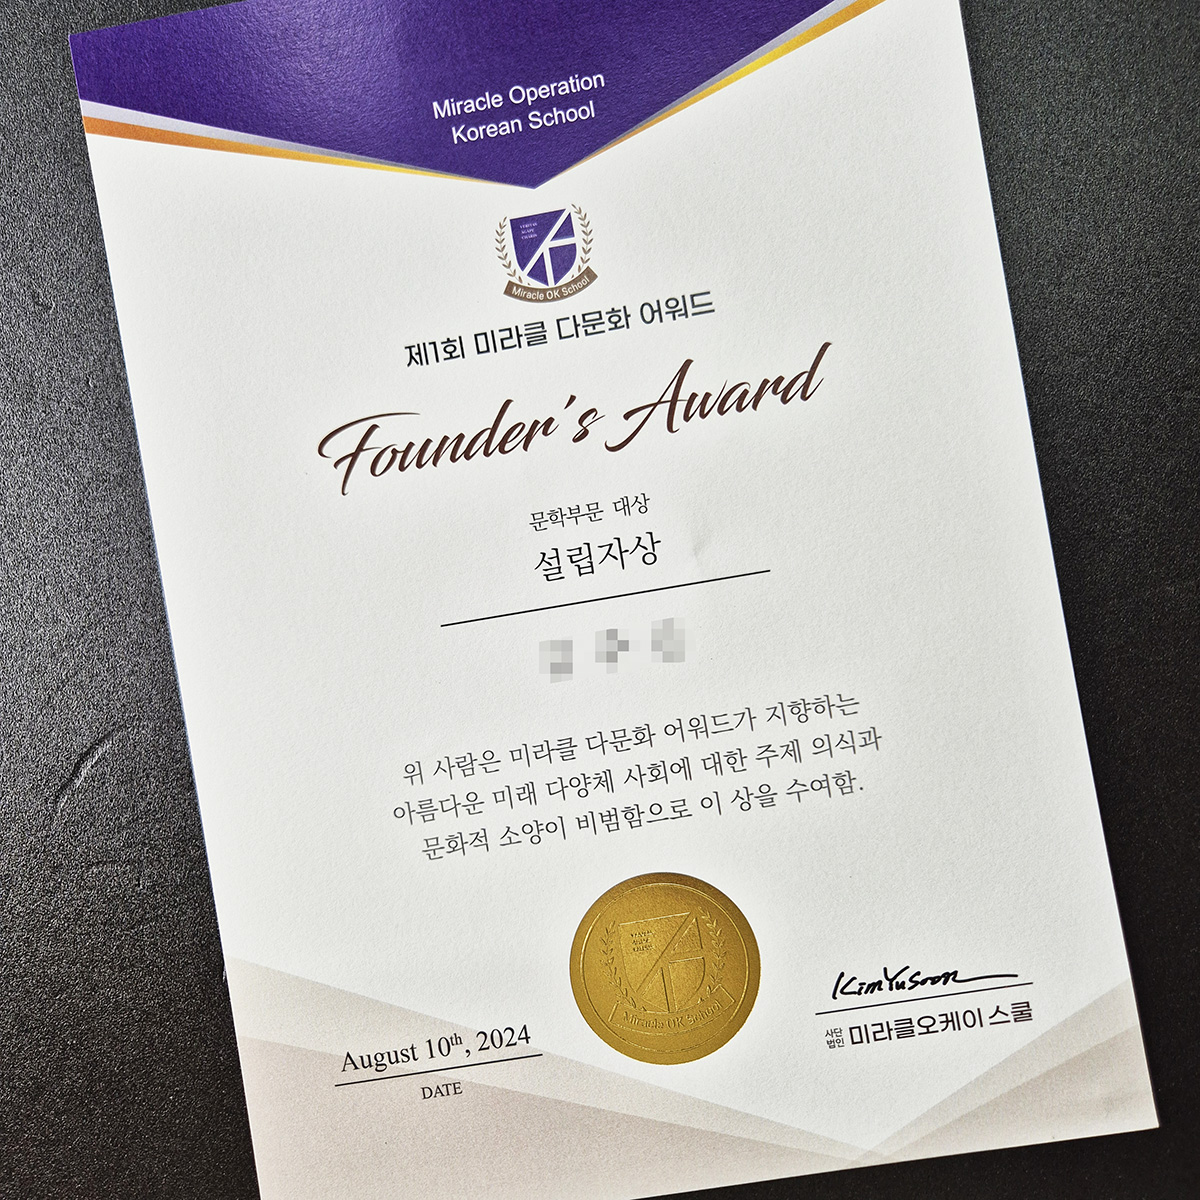 Miracle Operation
Korean School
VERITAS
Miracle OK School
제1회 미라클 다문화 어워드
Founder's Award
문학부문 대상
설립자상
위 사람은 미라클 다문화 어워드가 지향하는
아름다운 미래 다양체 사회에 대한 주제 의식과
문화적 소양이 비범함으로 이 상을 수여함.
Miracle OK School
KimYuSoon
사단
법인 미라클오케이 스쿨
August 10th, 2024
DATE